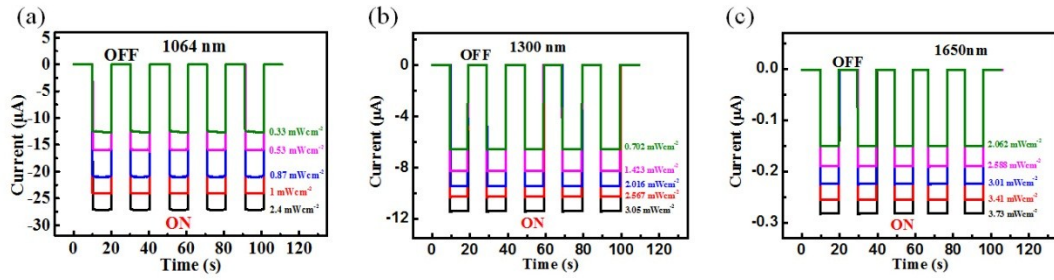 (a)
1064 nm
OFF
5
0
-5
-10
-15
-20
-25
-30
Current (μA)
0.33 mWcm⁻²
0.53 mWcm⁻²
0.87 mWcm⁻²
1 mWcm⁻²
2.4 mWcm⁻²
ON
0 20 40 60 80 100 120
Time (s)
(b)
1300 nm
OFF
0
-4
-8
-12
Current (μA)
0.702 mWcm⁻²
1.423 mWcm⁻²
2.016 mWcm⁻²
2.567 mWcm⁻²
3.05 mWcm⁻²
ON
0 20 40 60 80 100 120
Time (s)
(c)
1650nm
OFF
0.0
-0.1
-0.2
-0.3
Current (μA)
2.062 mWcm⁻²
2.588 mWcm⁻²
3.01 mWcm⁻²
3.41 mWcm⁻²
3.73 mWcm⁻²
ON
0 20 40 60 80 100 120
Time (s)